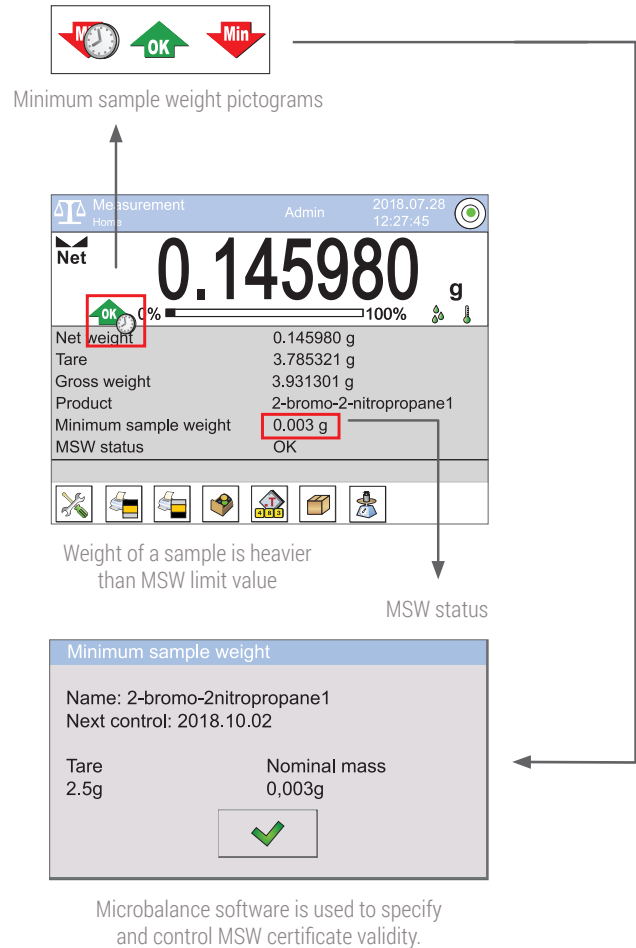 M OK Min
Minimum sample weight pictograms
Measurement Admin 2018.07.28
Home 12:27:45
Net 0.145980 g
OK 0% 100%
Net weight 0.145980 g
Tare 3.785321 g
Gross weight 3.931301 g
Product 2-bromo-2-nitropropane1
Minimum sample weight 0.003 g
MSW status OK
.T
4 8 3
Weight of a sample is heavier
than MSW limit value
MSW status
Minimum sample weight
Name: 2-bromo-2nitropropane1
Next control: 2018.10.02
Tare Nominal mass
2.5g 0,003g
Microbalance software is used to specify
and control MSW certificate validity.